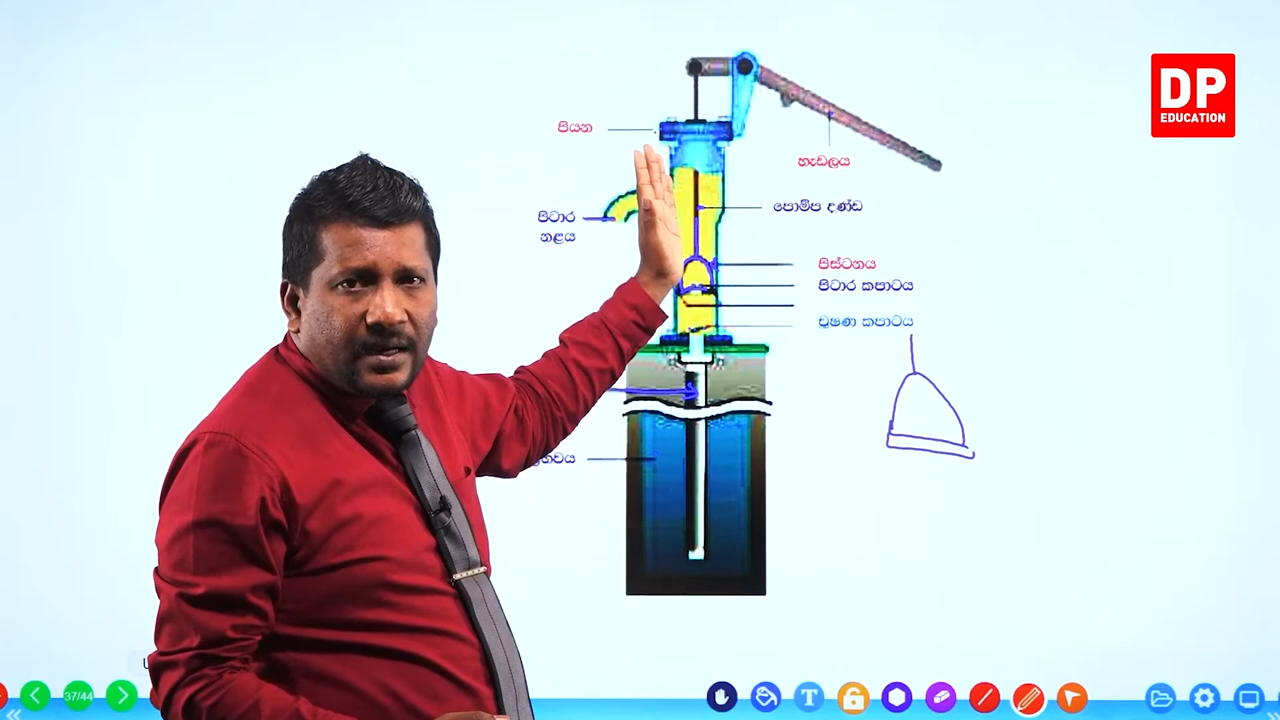 DP
EDUCATION
පියන
හැඩලය
පිටාර
නළය
පොම්ප දණ්ඩ
පිස්ටනය
පිටාර කපාටය
චූෂණ කපාටය
37/44
T